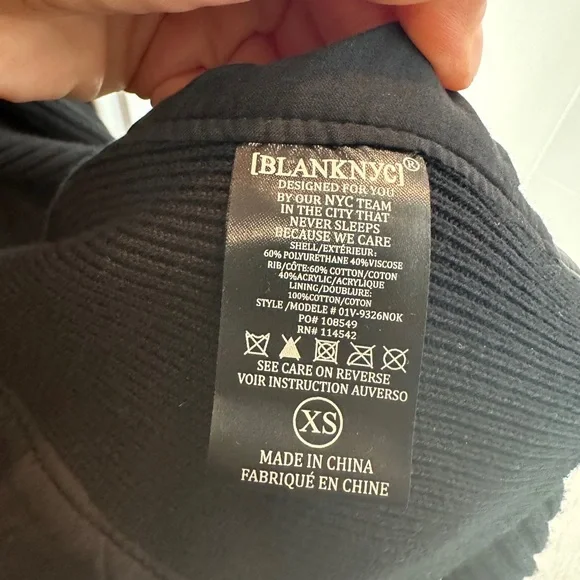 [BLANKNYC]®
DESIGNED FOR YOU
BY OUR NYC TEAM
IN THE CITY THAT
NEVER SLEEPS
BECAUSE WE CARE
SHELL/EXTÉRIEUR:
60% POLYURETHANE 40%VISCOSE
RIB/CÔTE:60% COTTON/COTON
40%ACRYLIC/ACRYLIQUE
LINING/DOUBLURE:
100%COTTON/COTON
STYLE /MODELE # 01V-9326NOK
PO# 108549
RN# 114542
SEE CARE ON REVERSE
VOIR INSTRUCTION AUVERSO
XS
MADE IN CHINA
FABRIQUÉ EN CHINE